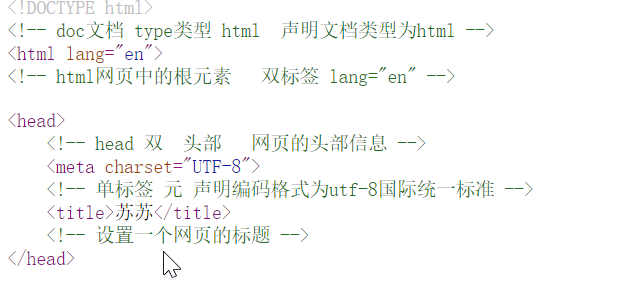 <!DOCTYPE html>
<!-- doc文档 type类型 html  声明文档类型为html -->
<html lang="en">
<!-- html网页中的根元素   双标签 lang="en" -->
<head>
<!-- head 双  头部   网页的头部信息 -->
<meta charset="UTF-8">
<!-- 单标签 元 声明编码格式为utf-8国际统一标准 -->
<title>苏苏</title>
<!-- 设置一个网页的标题 -->
</head>